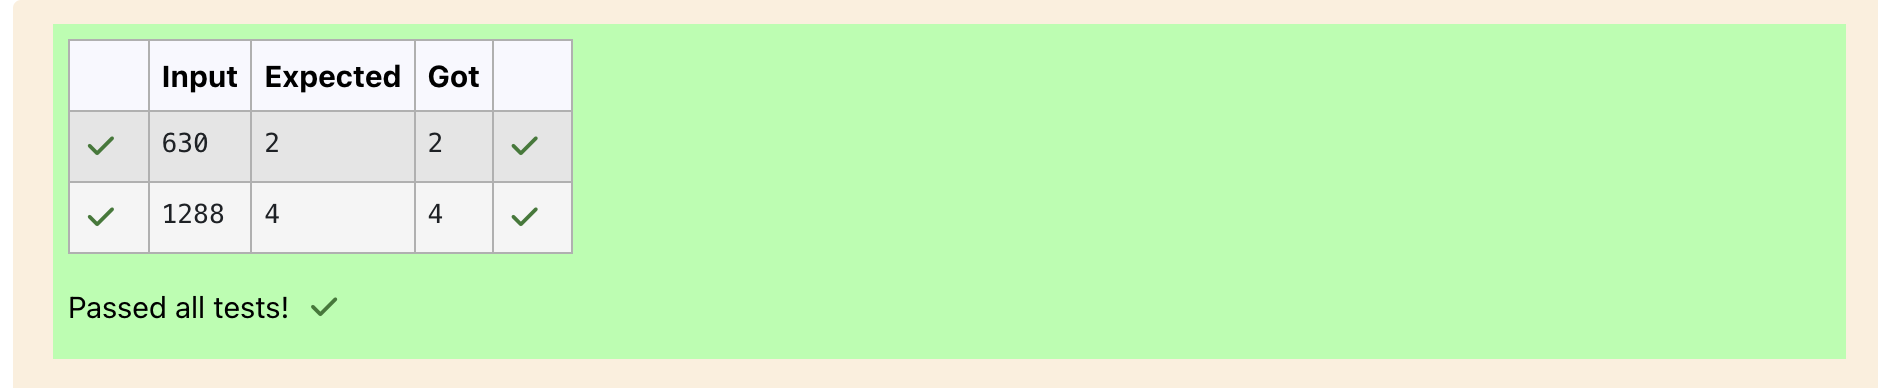 Input Expected Got
630 2 2
1288 4 4
Passed all tests!